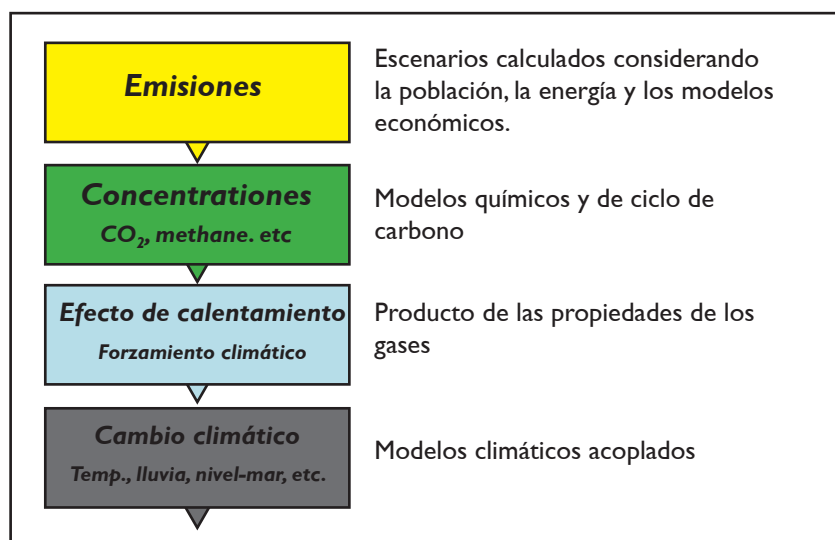 Emisiones
Escenarios calculados considerando
la población, la energía y los modelos
económicos.
Concentrationes
CO₂, methane. etc
Modelos químicos y de ciclo de
carbono
Efecto de calentamiento
Forzamiento climático
Producto de las propiedades de los
gases
Cambio climático
Temp., lluvia, nivel-mar, etc.
Modelos climáticos acoplados